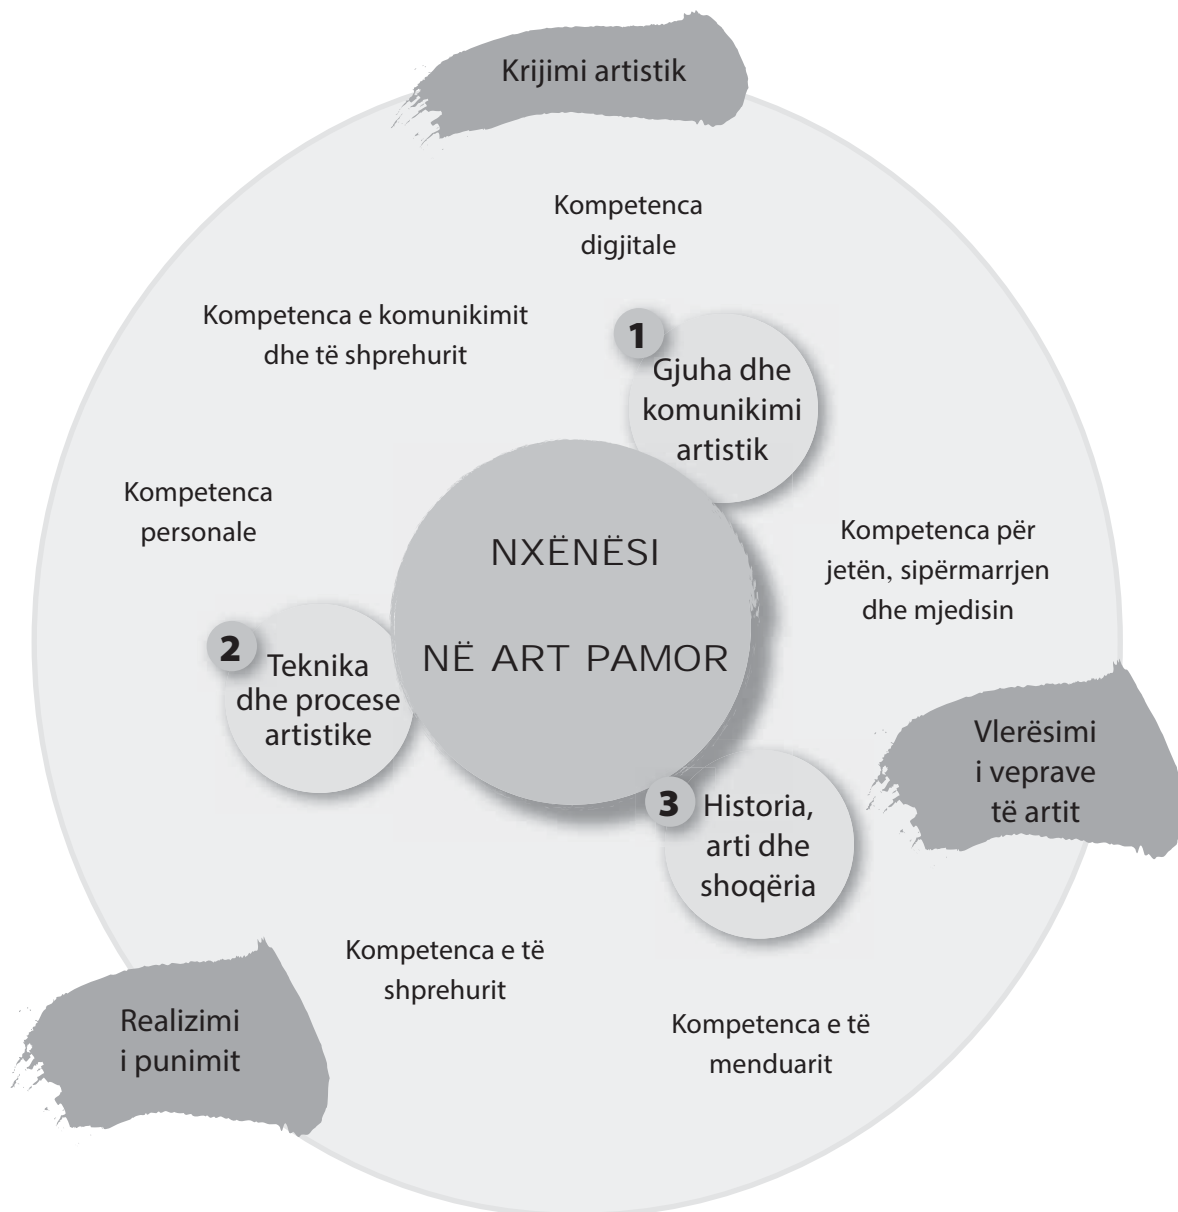 Krijimi artistik
Kompetenca
digjitale
Kompetenca e komunikimit
dhe të shprehurit
1
Gjuha dhe
komunikimi
artistik
Kompetenca
personale
NXËNËSI
NË ART PAMOR
Kompetenca për
jetën, sipërmarrjen
dhe mjedisin
2
Teknika
dhe procese
artistike
Vlerësimi
i veprave
të artit
3
Historia,
arti dhe
shoqëria
Kompetenca e të
shprehurit
Realizimi
i punimit
Kompetenca e të
menduarit